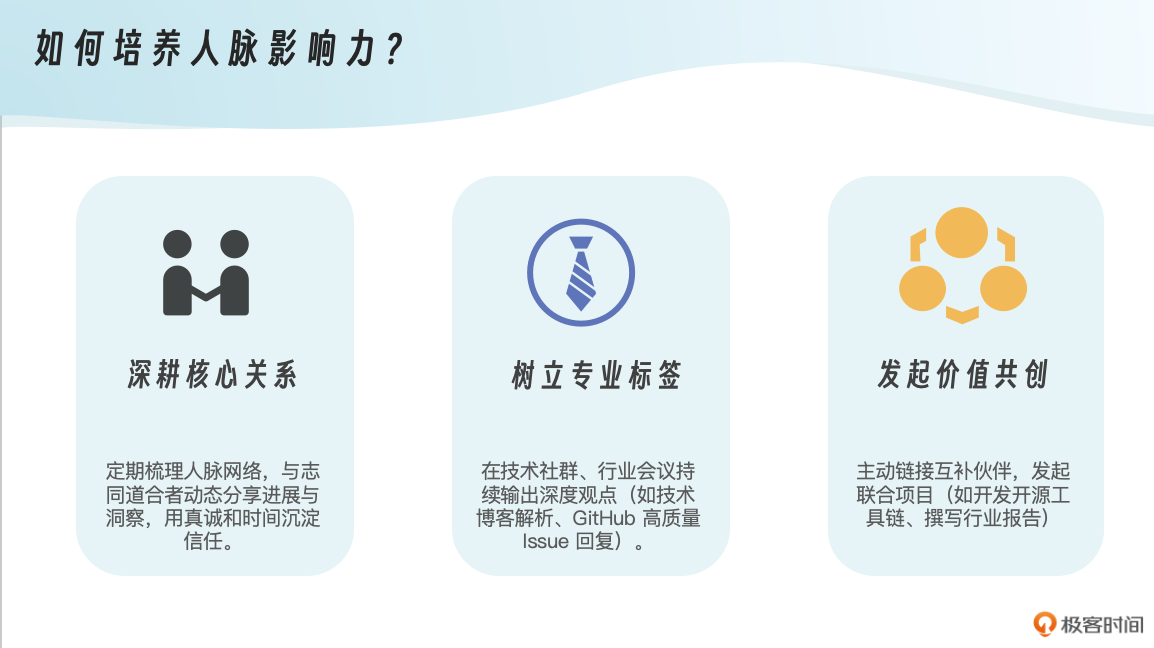 如何培养人脉影响力？
深耕核心关系
定期梳理人脉网络，与志
同道合者动态分享进展与
洞察，用真诚和时间沉淀
信任。
树立专业标签
在技术社群、行业会议持
续输出深度观点（如技术
博客解析、GitHub 高质量
Issue 回复）。
发起价值共创
主动链接互补伙伴，发起
联合项目（如开发开源工
具链、撰写行业报告）
极客时间